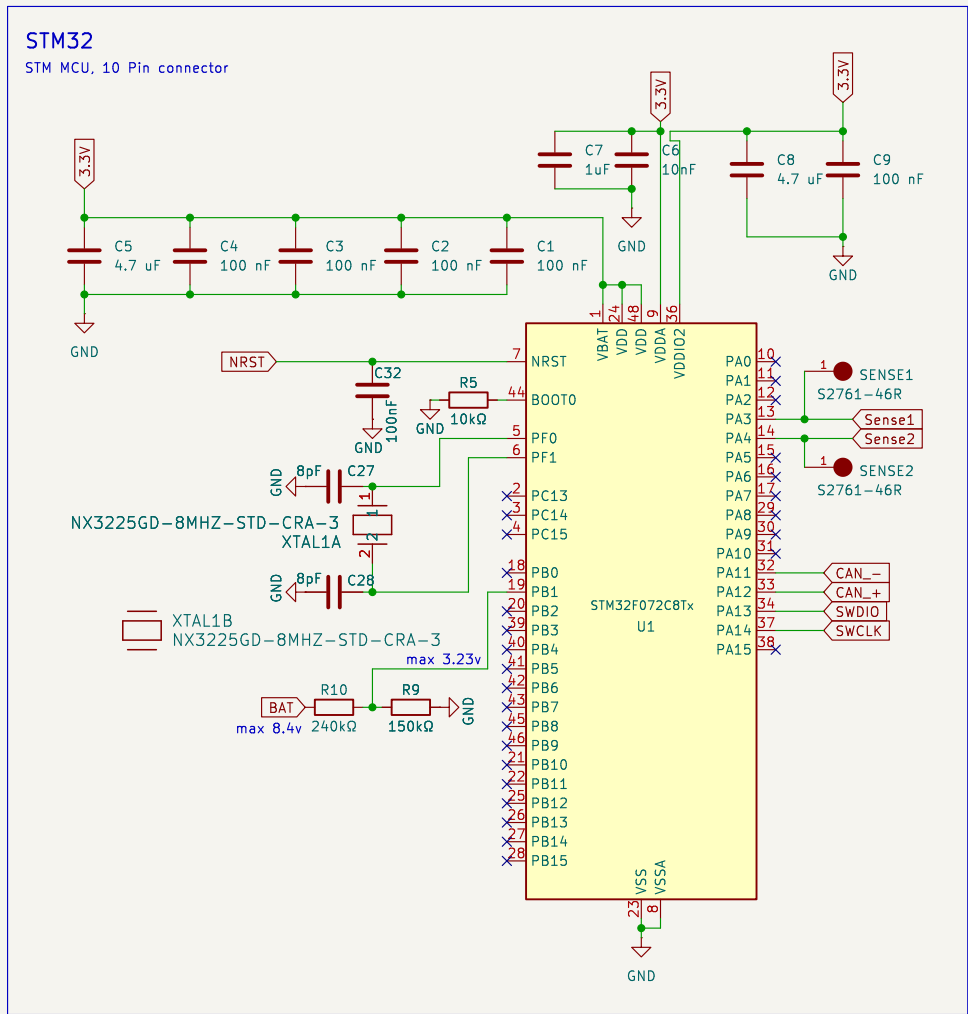 STM32
STM MCU, 10 Pin connector
3.3V
3.3V
3.3V
C7
1uF
C6
10nF
C8
4.7 uF
C9
100 nF
GND
GND
C5
4.7 uF
C4
100 nF
C3
100 nF
C2
100 nF
C1
100 nF
GND
1
24
48
9
36
VBAT
VDD
VDD
VDDA
VDDIO2
NRST
7
NRST
C32
100nF
GND
R5
10kΩ
GND
44
BOOT0
5
PF0
6
PF1
8pF
C27
GND
1
1
2
2
NX3225GD-8MHZ-STD-CRA-3
XTAL1A
8pF
C28
GND
XTAL1B
NX3225GD-8MHZ-STD-CRA-3
max 3.23v
BAT
R10
240kΩ
R9
150kΩ
GND
max 8.4v
2
PC13
3
PC14
4
PC15
18
PB0
19
PB1
20
PB2
39
PB3
40
PB4
41
PB5
42
PB6
43
PB7
45
PB8
46
PB9
21
PB10
22
PB11
25
PB12
26
PB13
27
PB14
28
PB15
STM32F072C8Tx
U1
PA0
10
PA1
11
PA2
12
PA3
13
PA4
14
PA5
15
PA6
16
PA7
17
PA8
29
PA9
30
PA10
31
PA11
32
PA12
33
PA13
34
PA14
37
PA15
38
1
SENSE1
S2761-46R
Sense1
Sense2
1
SENSE2
S2761-46R
CAN_-
CAN_+
SWDIO
SWCLK
VSS
VSSA
23
8
GND